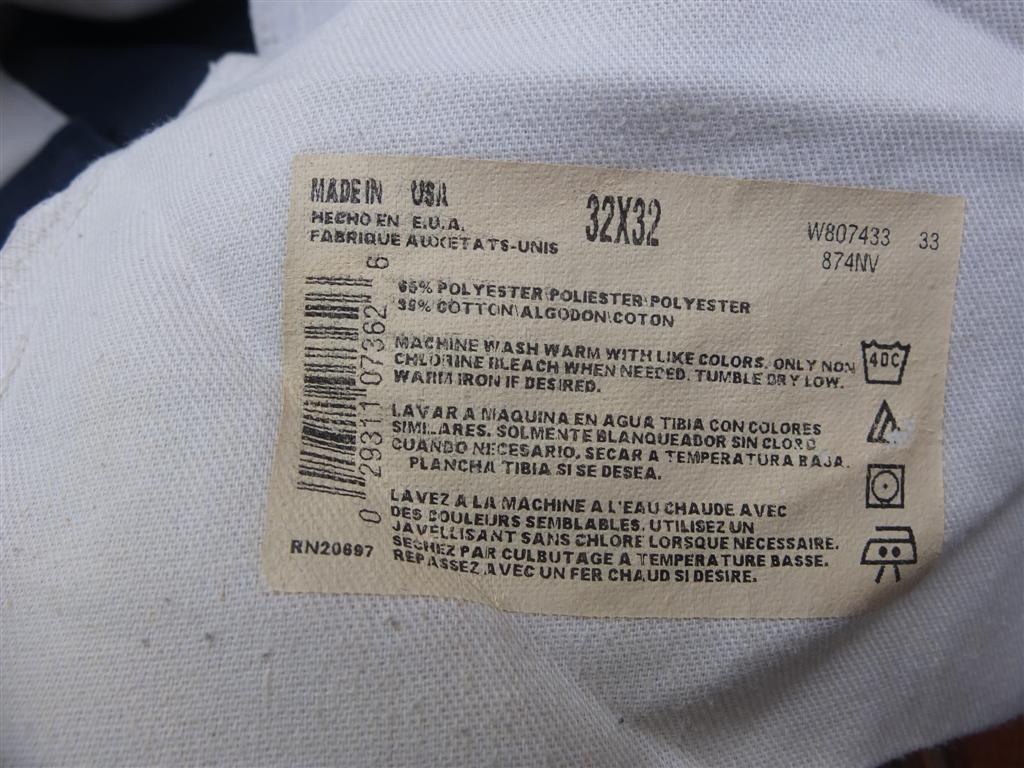 MADE IN USA
HECHO EN E.U.A.
FABRIQUE AUX ETATS-UNIS
32X32
W807433 33
874NV
65% POLYESTER\POLIESTER\POLYESTER
35% COTTON\ALGODON\COTON
MACHINE WASH WARM WITH LIKE COLORS. ONLY NON
CHLORINE BLEACH WHEN NEEDED. TUMBLE DRY LOW.
WARM IRON IF DESIRED.
40C
LAVAR A MAQUINA EN AGUA TIBIA CON COLORES
SIMILARES. SOLMENTE BLANQUEADOR SIN CLORO
CUANDO NECESARIO. SECAR A TEMPERATURA BAJA.
PLANCHA TIBIA SI SE DESEA.
LAVEZ A LA MACHINE A L'EAU CHAUDE AVEC
DES COULEURS SEMBLABLES. UTILISEZ UN
JAVELLISANT SANS CHLORE LORSQUE NECESSAIRE.
SECHEZ PAR CULBUTAGE A TEMPERATURE BASSE.
REPASSEZ AVEC UN FER CHAUD SI DESIRE.
0 29311 07362 6
RN20697